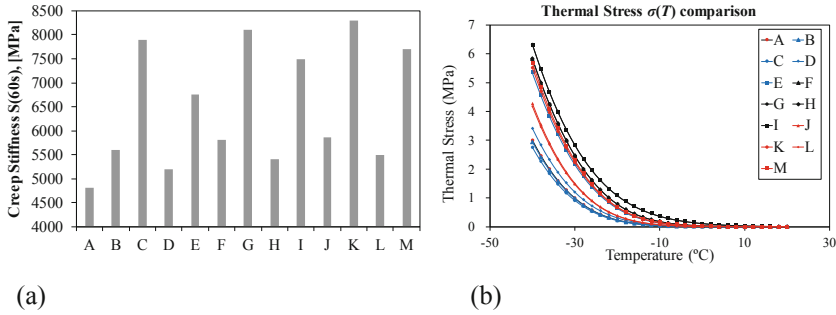 Creep Stiffness S(60s), [MPa]
8500
8000
7500
7000
6500
6000
5500
5000
4500
4000
A B C D E F G H I J K L M
(a)
Thermal Stress σ(T) comparison
Thermal Stress (MPa)
7
6
5
4
3
2
1
0
-50 -30 -10 10 30
Temperature (ºC)
A B
C D
E F
G H
I J
K L
M
(b)